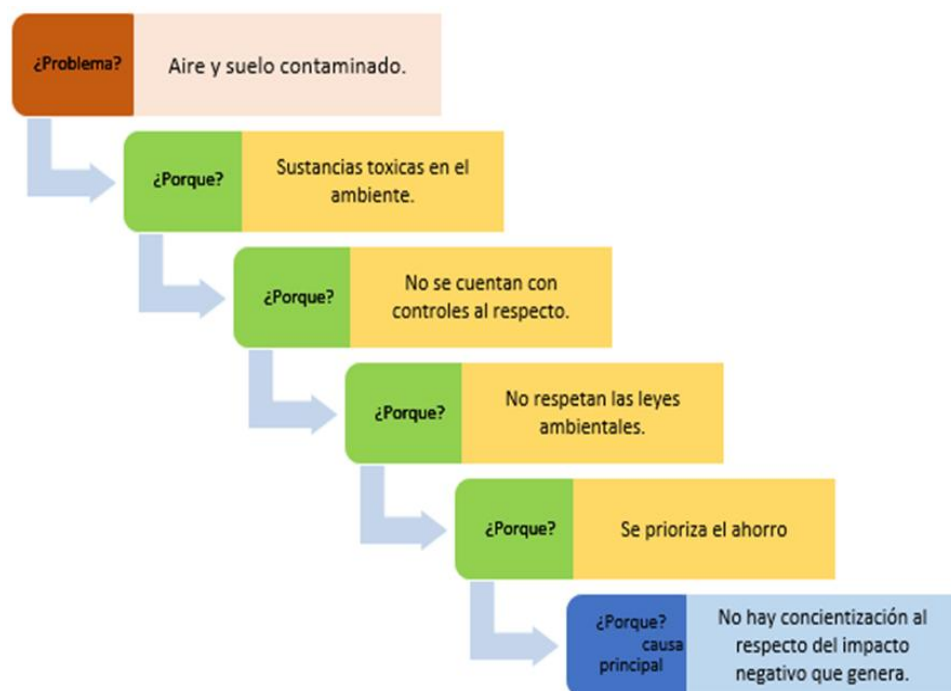 ¿Problema?
Aire y suelo contaminado.
¿Porque?
Sustancias toxicas en el
ambiente.
¿Porque?
No se cuentan con
controles al respecto.
¿Porque?
No respetan las leyes
ambientales.
¿Porque?
Se prioriza el ahorro
¿Porque?
causa
principal
No hay concientización al
respecto del impacto
negativo que genera.